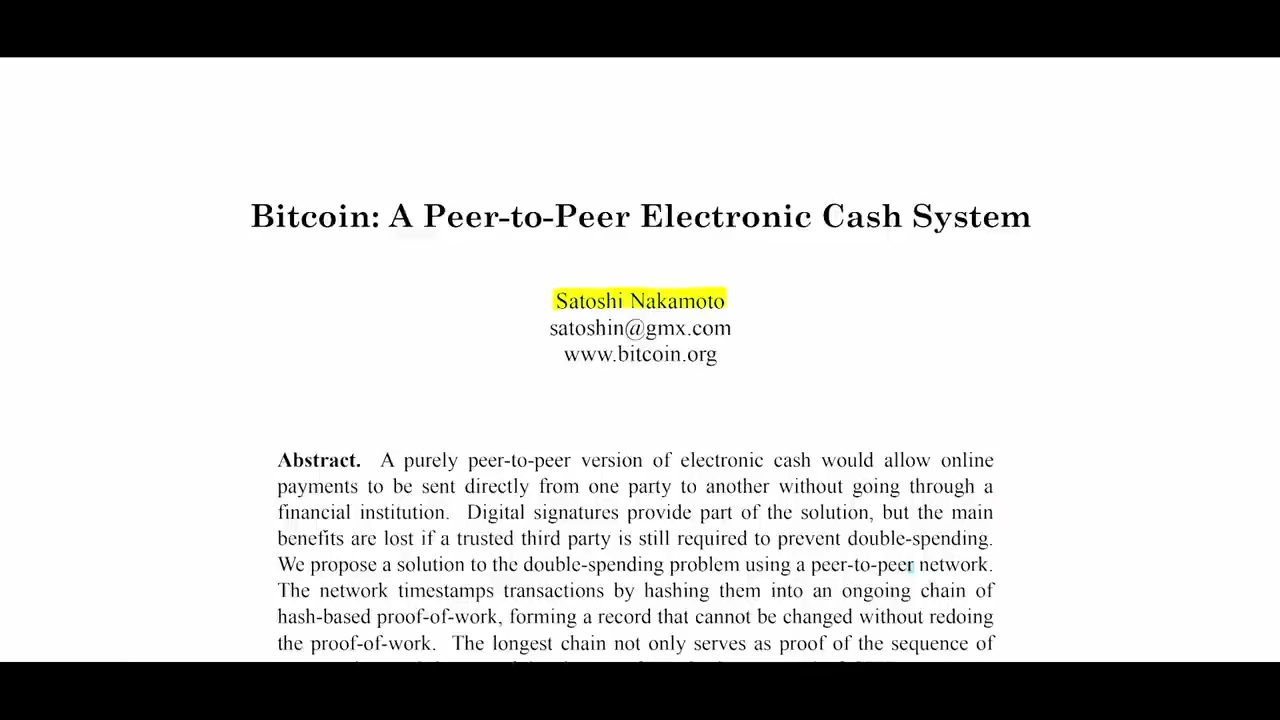 Bitcoin: A Peer-to-Peer Electronic Cash System
Satoshi Nakamoto
satoshin@gmx.com
www.bitcoin.org
Abstract. A purely peer-to-peer version of electronic cash would allow online
payments to be sent directly from one party to another without going through a
financial institution. Digital signatures provide part of the solution, but the main
benefits are lost if a trusted third party is still required to prevent double-spending.
We propose a solution to the double-spending problem using a peer-to-peer network.
The network timestamps transactions by hashing them into an ongoing chain of
hash-based proof-of-work, forming a record that cannot be changed without redoing
the proof-of-work. The longest chain not only serves as proof of the sequence of